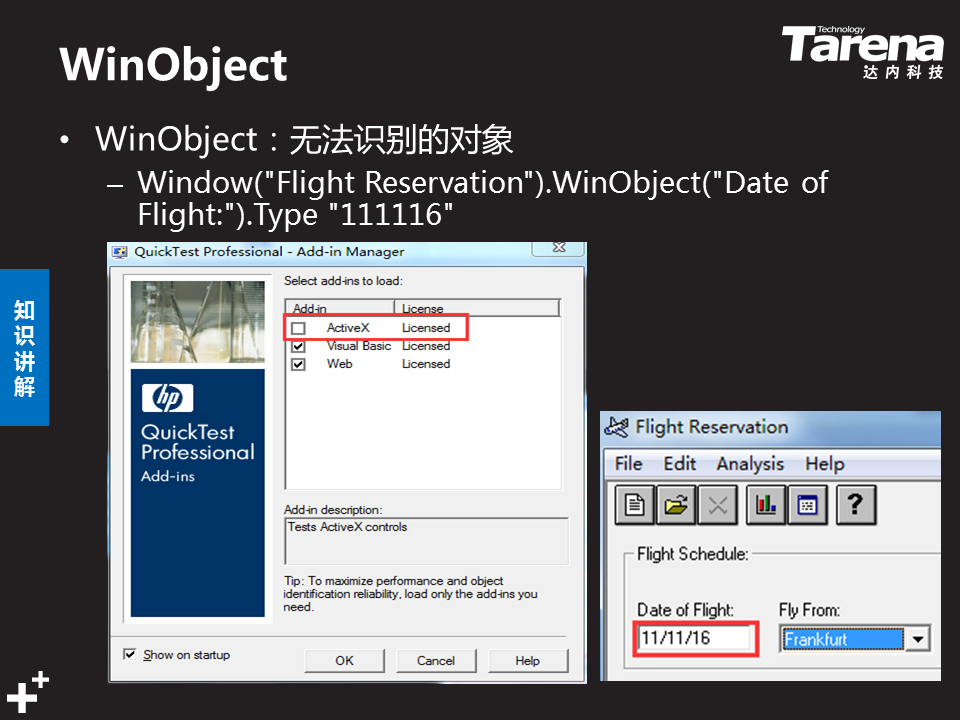 WinObject
Technology
Tarena
达内科技
• WinObject：无法识别的对象
– Window("Flight Reservation").WinObject("Date of
Flight:").Type "111116"
知
识
讲
解
QuickTest Professional - Add-in Manager
Select add-ins to load:
Add-in License
ActiveX Licensed
Visual Basic Licensed
Web Licensed
hp
QuickTest
Professional
Add-ins
Add-in description:
Tests ActiveX controls
Tip: To maximize performance and object
identification reliability, load only the add-ins you
need.
Show on startup
OK Cancel Help
Flight Reservation
File Edit Analysis Help
?
Flight Schedule:
Date of Flight: Fly From:
11/11/16 Frankfurt